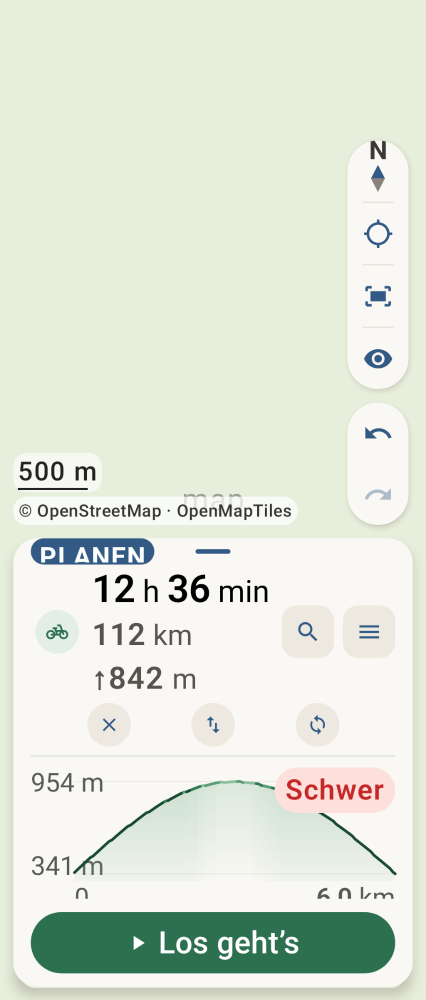 N
500 m
map
© OpenStreetMap · OpenMapTiles
PLANEN
12 h 36 min
112 km
↑842 m
954 m
Schwer
341 m
0
6.0 km
Los geht’s